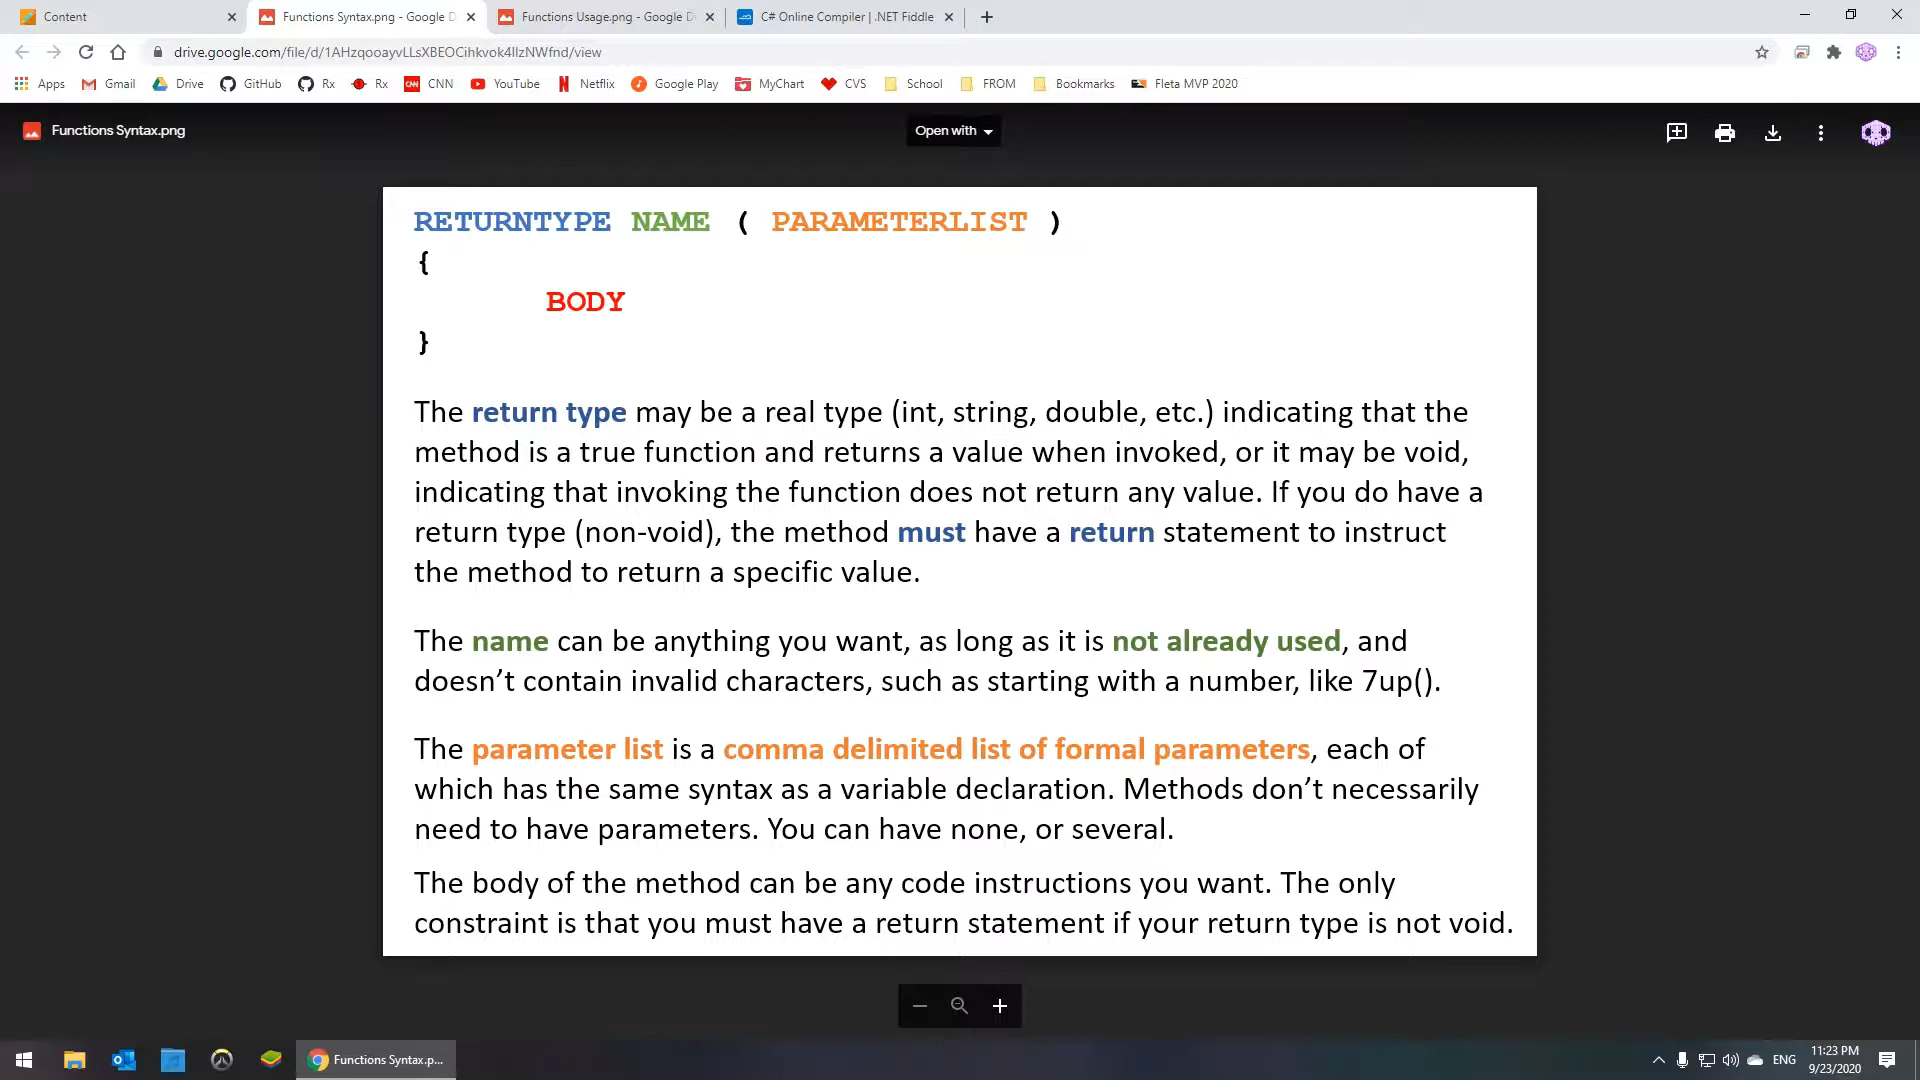 Content
Functions Syntax.png - Google D
Functions Usage.png - Google D
C# Online Compiler | .NET Fiddle
drive.google.com/file/d/1AHzqooayvLLsXBEOCihkvok4IIzNWfnd/view
Apps Gmail Drive GitHub Rx Rx CNN YouTube Netflix Google Play MyChart CVS School FROM Bookmarks Fleta MVP 2020
Functions Syntax.png
Open with
RETURNTYPE NAME ( PARAMETERLIST )
{
BODY
}
The return type may be a real type (int, string, double, etc.) indicating that the
method is a true function and returns a value when invoked, or it may be void,
indicating that invoking the function does not return any value. If you do have a
return type (non-void), the method must have a return statement to instruct
the method to return a specific value.
The name can be anything you want, as long as it is not already used, and
doesn’t contain invalid characters, such as starting with a number, like 7up().
The parameter list is a comma delimited list of formal parameters, each of
which has the same syntax as a variable declaration. Methods don’t necessarily
need to have parameters. You can have none, or several.
The body of the method can be any code instructions you want. The only
constraint is that you must have a return statement if your return type is not void.
Functions Syntax.p...
ENG
11:23 PM
9/23/2020